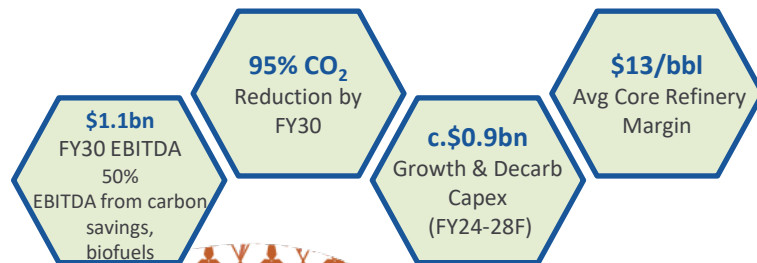 $1.1bn
FY30 EBITDA
50%
EBITDA from carbon
savings,
biofuels
95% CO₂
Reduction by
FY30
c.$0.9bn
Growth & Decarb
Capex
(FY24-28F)
$13/bbl
Avg Core Refinery
Margin